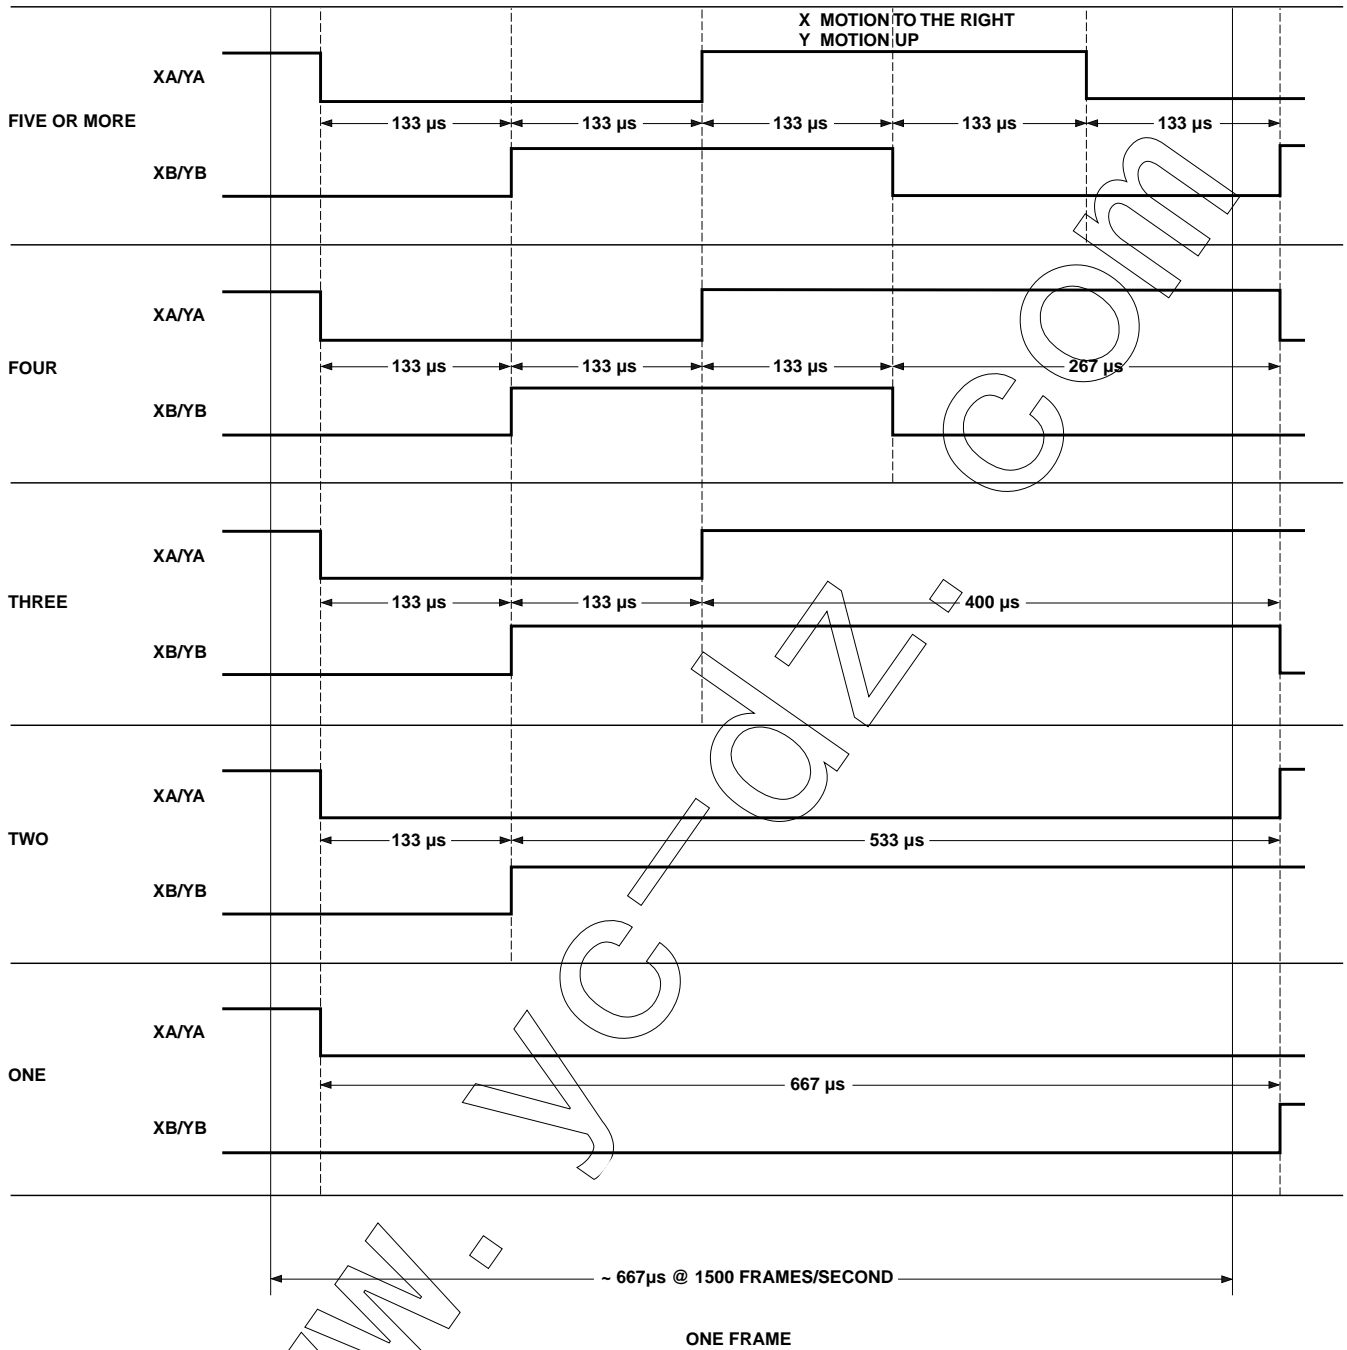 X MOTION TO THE RIGHT
Y MOTION UP
XA/YA
FIVE OR MORE
133 µs 133 µs 133 µs 133 µs 133 µs
XB/YB
XA/YA
FOUR
133 µs 133 µs 133 µs 267 µs
XB/YB
XA/YA
THREE
133 µs 133 µs 400 µs
XB/YB
XA/YA
TWO
133 µs 533 µs
XB/YB
XA/YA
ONE
667 µs
XB/YB
~ 667µs @ 1500 FRAMES/SECOND
ONE FRAME
w.yc-dz.com